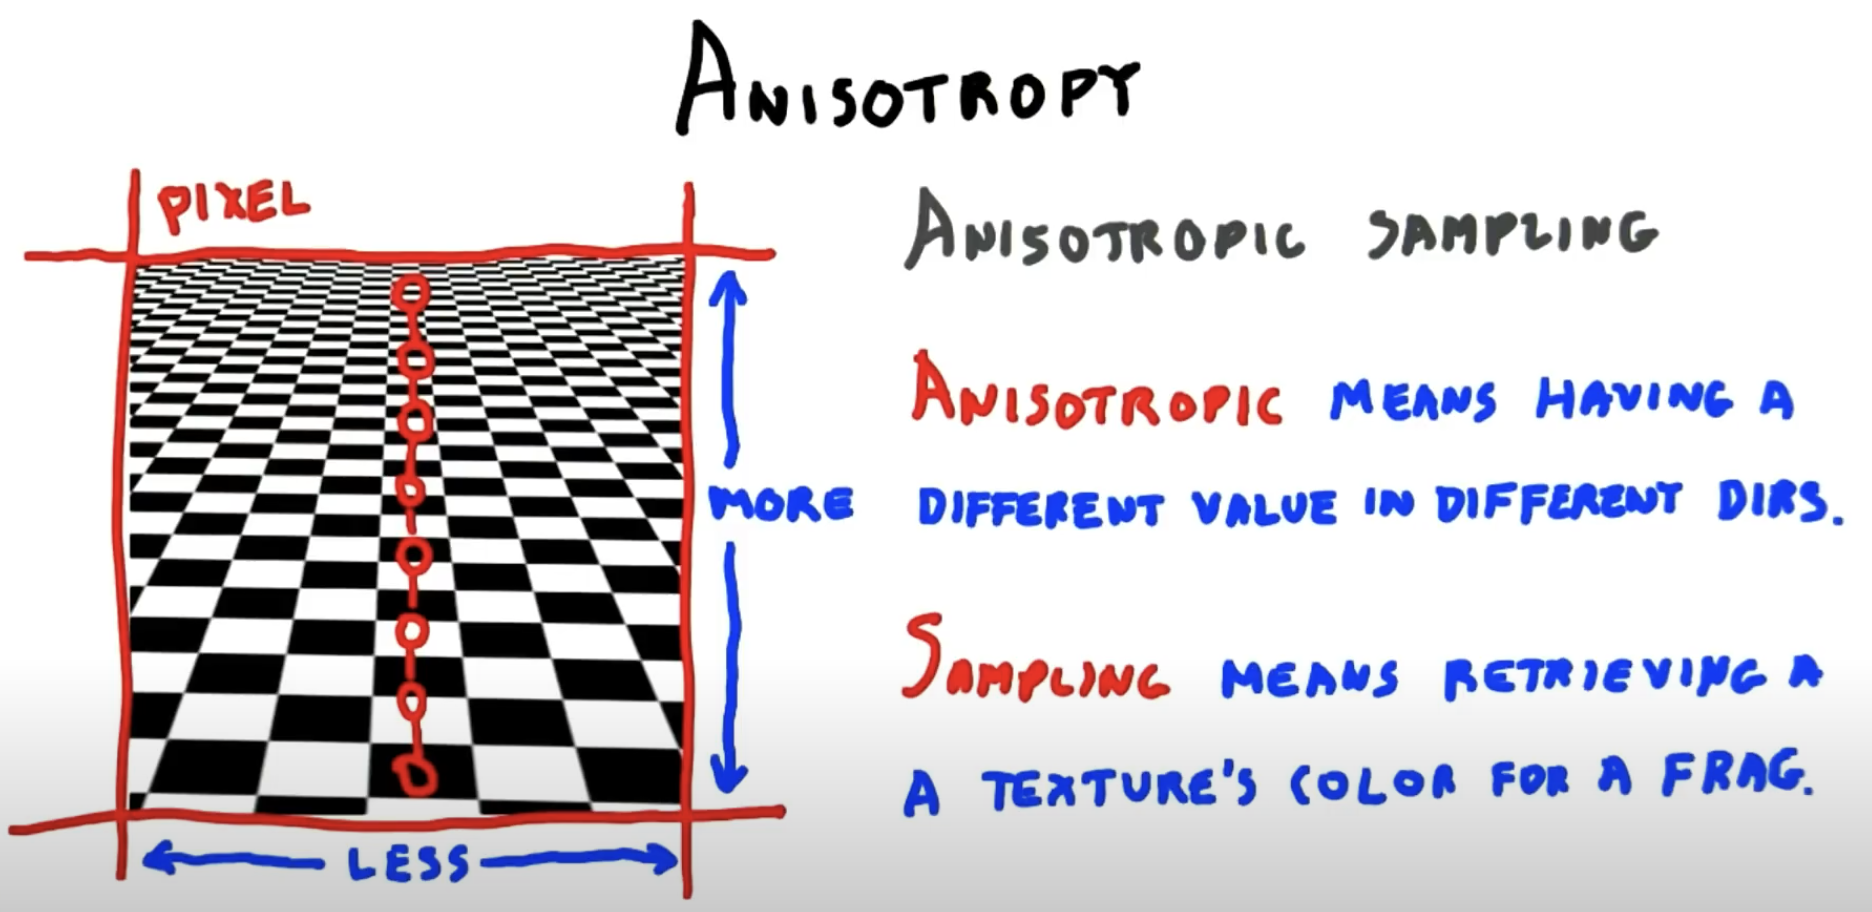 ANISOTROPY
PIXEL
ANISOTROPIC SAMPLING
ANISOTROPIC MEANS HAVING A
MORE
DIFFERENT VALUE IN DIFFERENT DIRS.
SAMPLING MEANS RETRIEVING A
A TEXTURE'S COLOR FOR A FRAG.
LESS